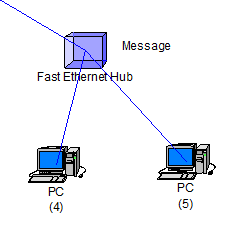 Message
Fast Ethernet Hub
PC
(4)
PC
(5)